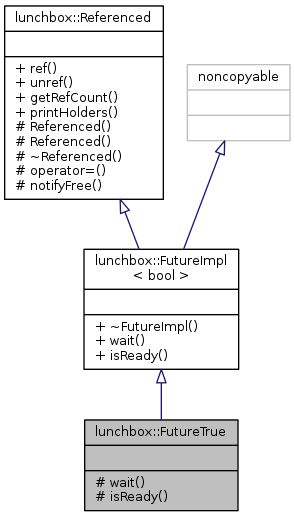 lunchbox::Referenced
+ ref()
+ unref()
+ getRefCount()
+ printHolders()
# Referenced()
# Referenced()
# ~Referenced()
# operator=()
# notifyFree()
noncopyable
lunchbox::FutureImpl
< bool >
+ ~FutureImpl()
+ wait()
+ isReady()
lunchbox::FutureTrue
# wait()
# isReady()